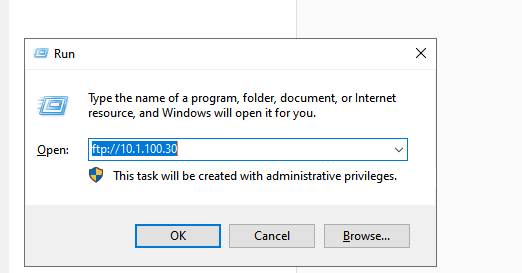 Run
Type the name of a program, folder, document, or Internet
resource, and Windows will open it for you.
Open: ftp://10.1.100.30
This task will be created with administrative privileges.
OK Cancel Browse...